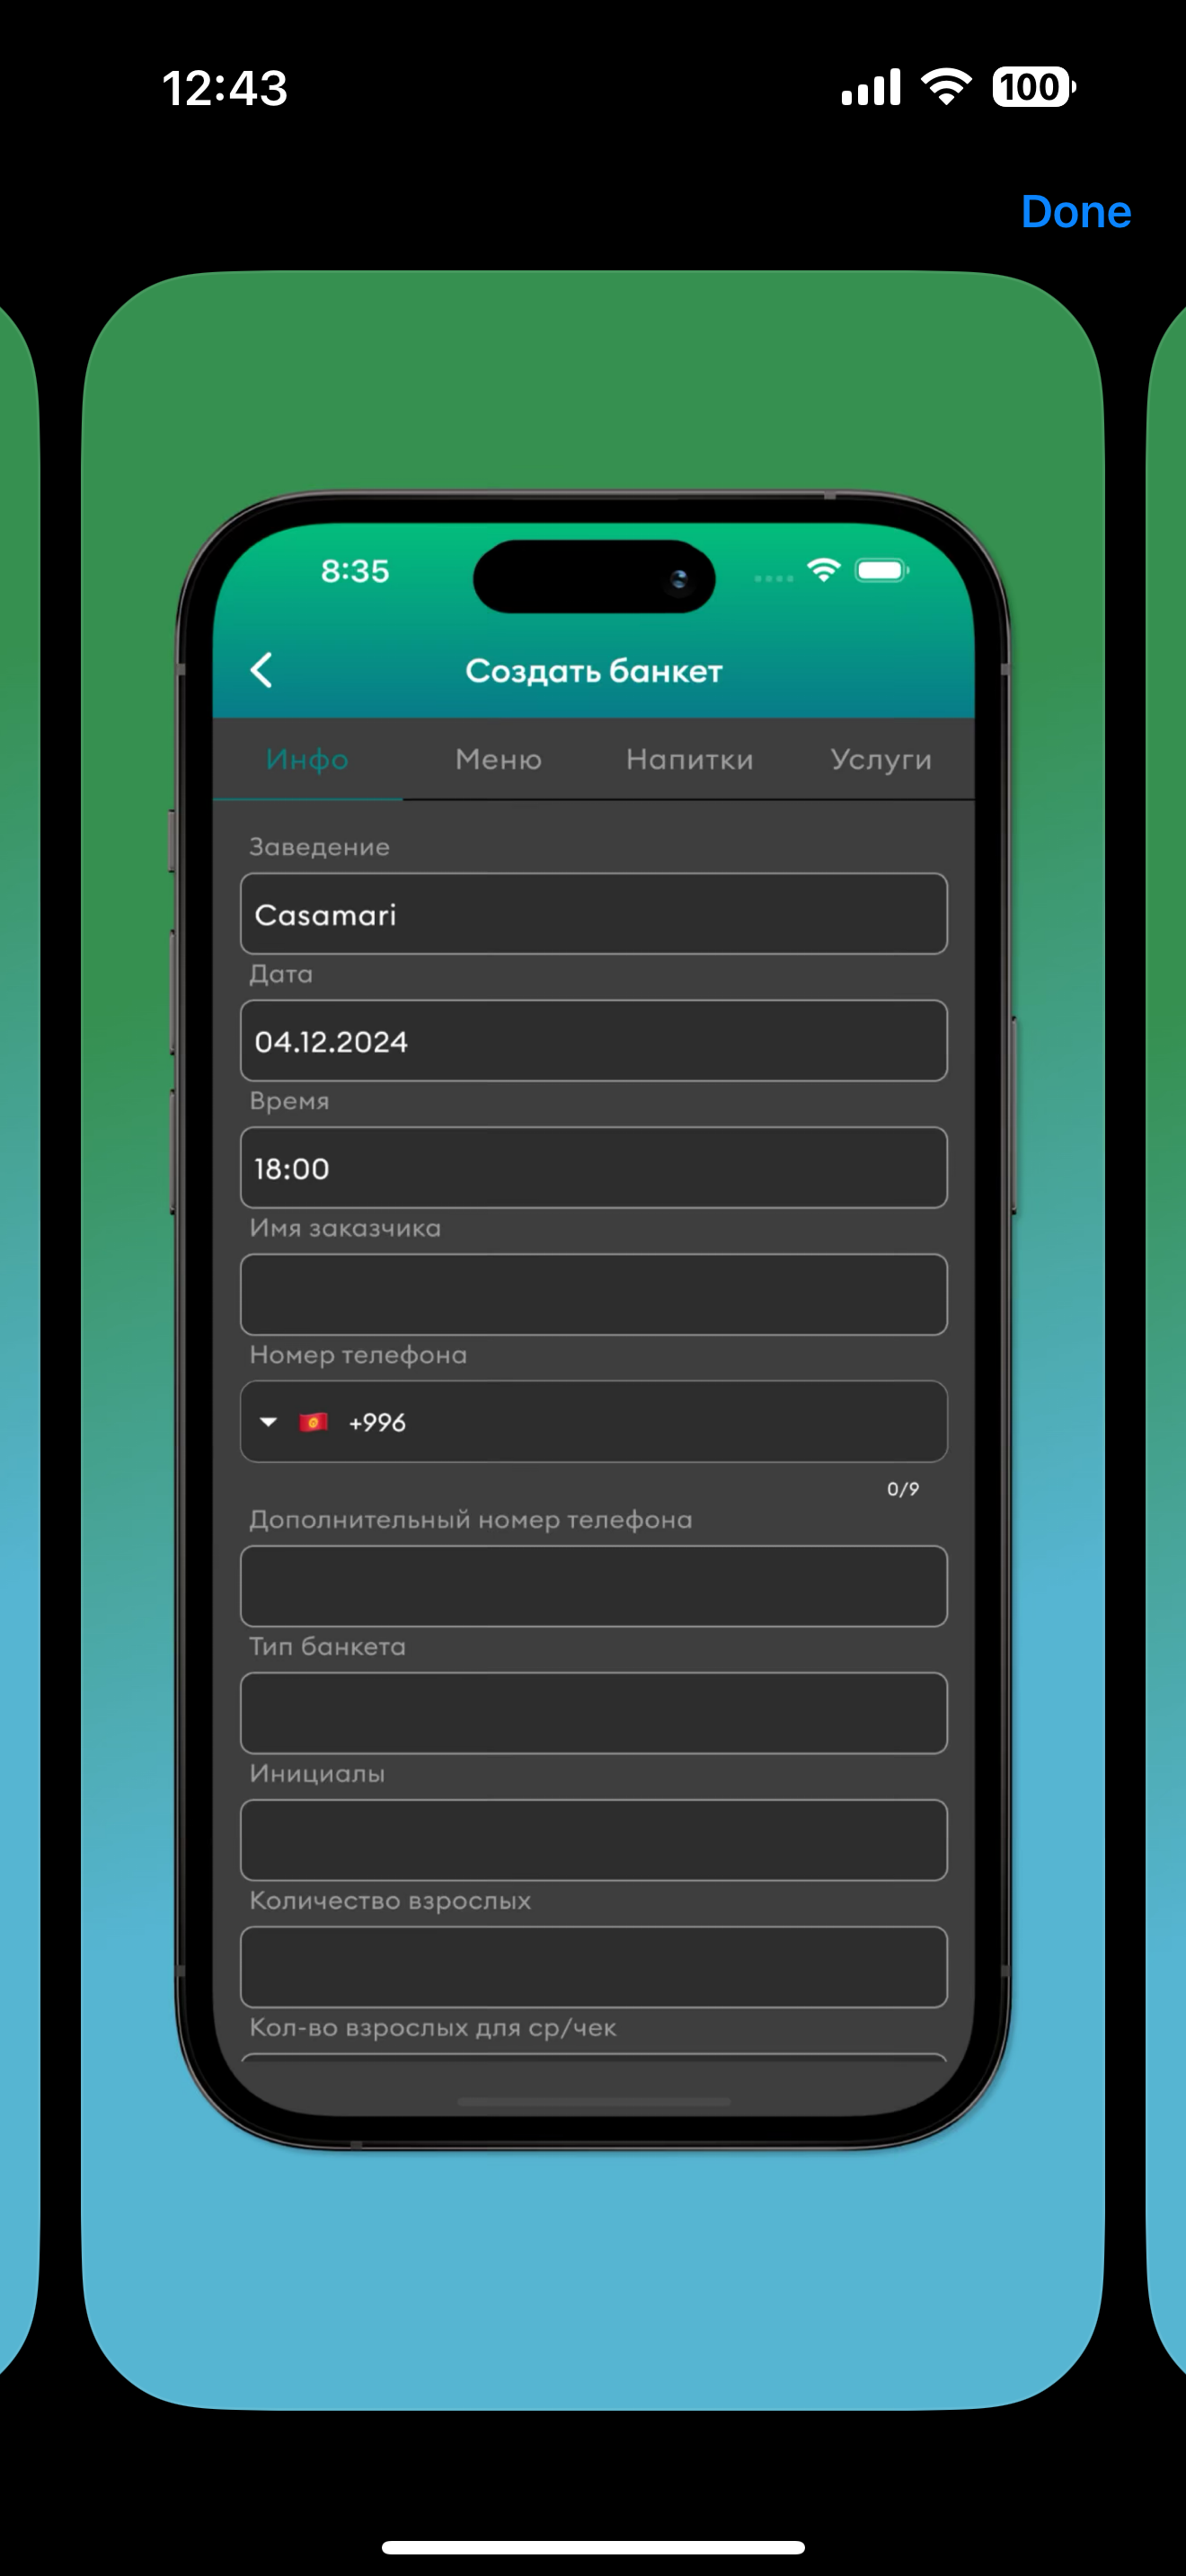 12:43
100
Done
8:35
Создать банкет
Инфо Меню Напитки Услуги
Заведение
Casamari
Дата
04.12.2024
Время
18:00
Имя заказчика
Номер телефона
+996
0/9
Дополнительный номер телефона
Тип банкета
Инициалы
Количество взрослых
Кол-во взрослых для ср/чек